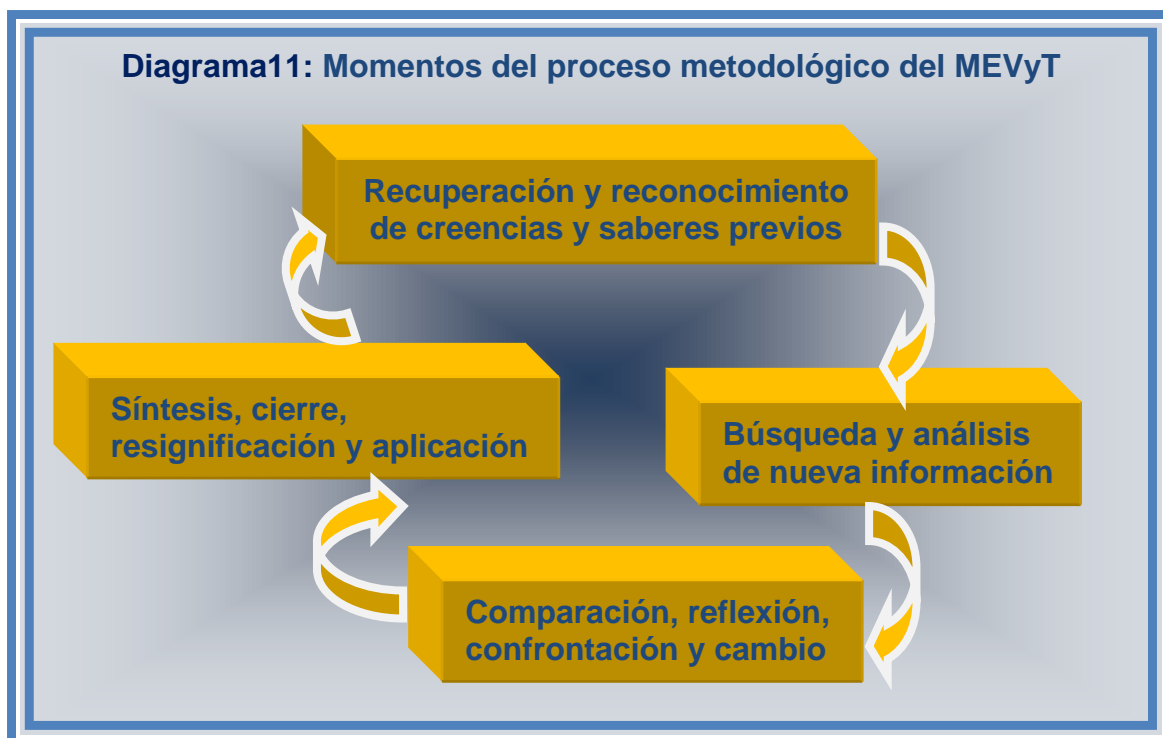 Diagrama11: Momentos del proceso metodológico del MEVyT
Recuperación y reconocimiento
de creencias y saberes previos
Síntesis, cierre,
resignificación y aplicación
Búsqueda y análisis
de nueva información
Comparación, reflexión,
confrontación y cambio